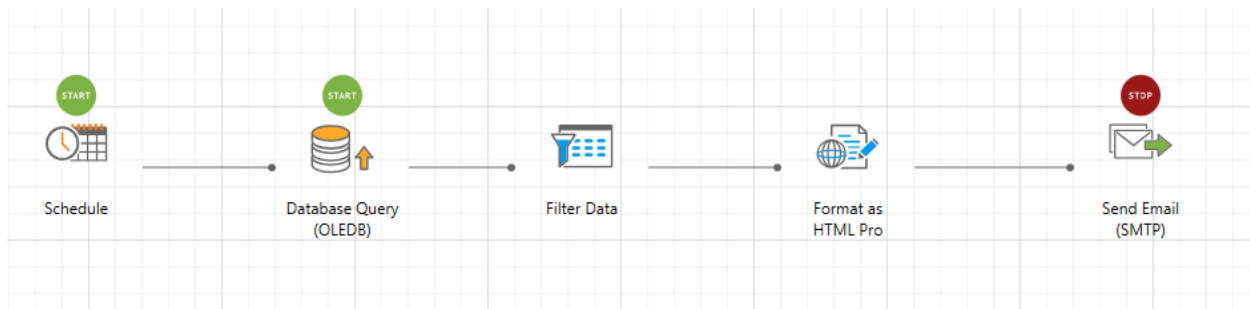 START
START
STOP
Schedule
Database Query
(OLEDB)
Filter Data
Format as
HTML Pro
Send Email
(SMTP)